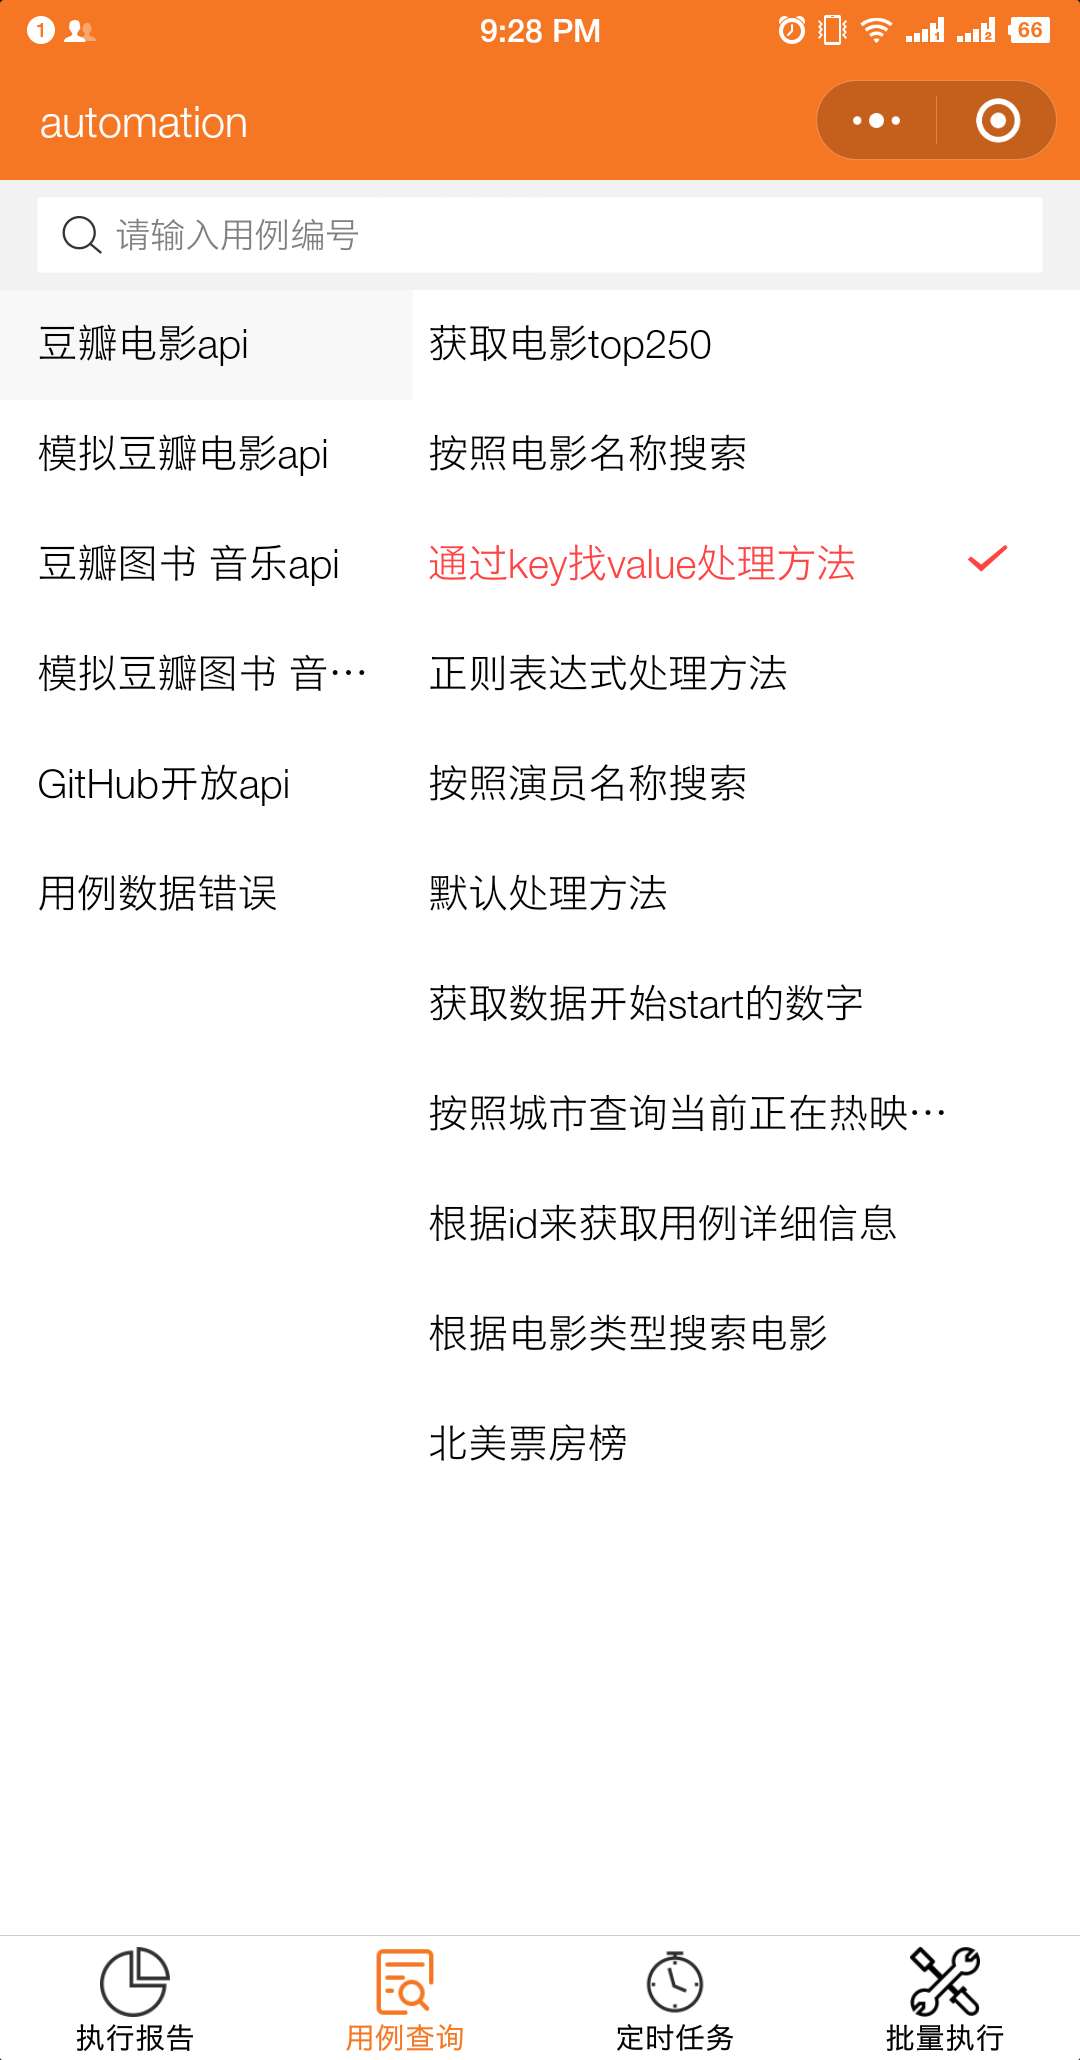 1
9:28 PM
1
2
66
automation
请输入用例编号
豆瓣电影api
模拟豆瓣电影api
豆瓣图书 音乐api
模拟豆瓣图书 音···
GitHub开放api
用例数据错误
获取电影top250
按照电影名称搜索
通过key找value处理方法
正则表达式处理方法
按照演员名称搜索
默认处理方法
获取数据开始start的数字
按照城市查询当前正在热映···
根据id来获取用例详细信息
根据电影类型搜索电影
北美票房榜
执行报告
用例查询
定时任务
批量执行